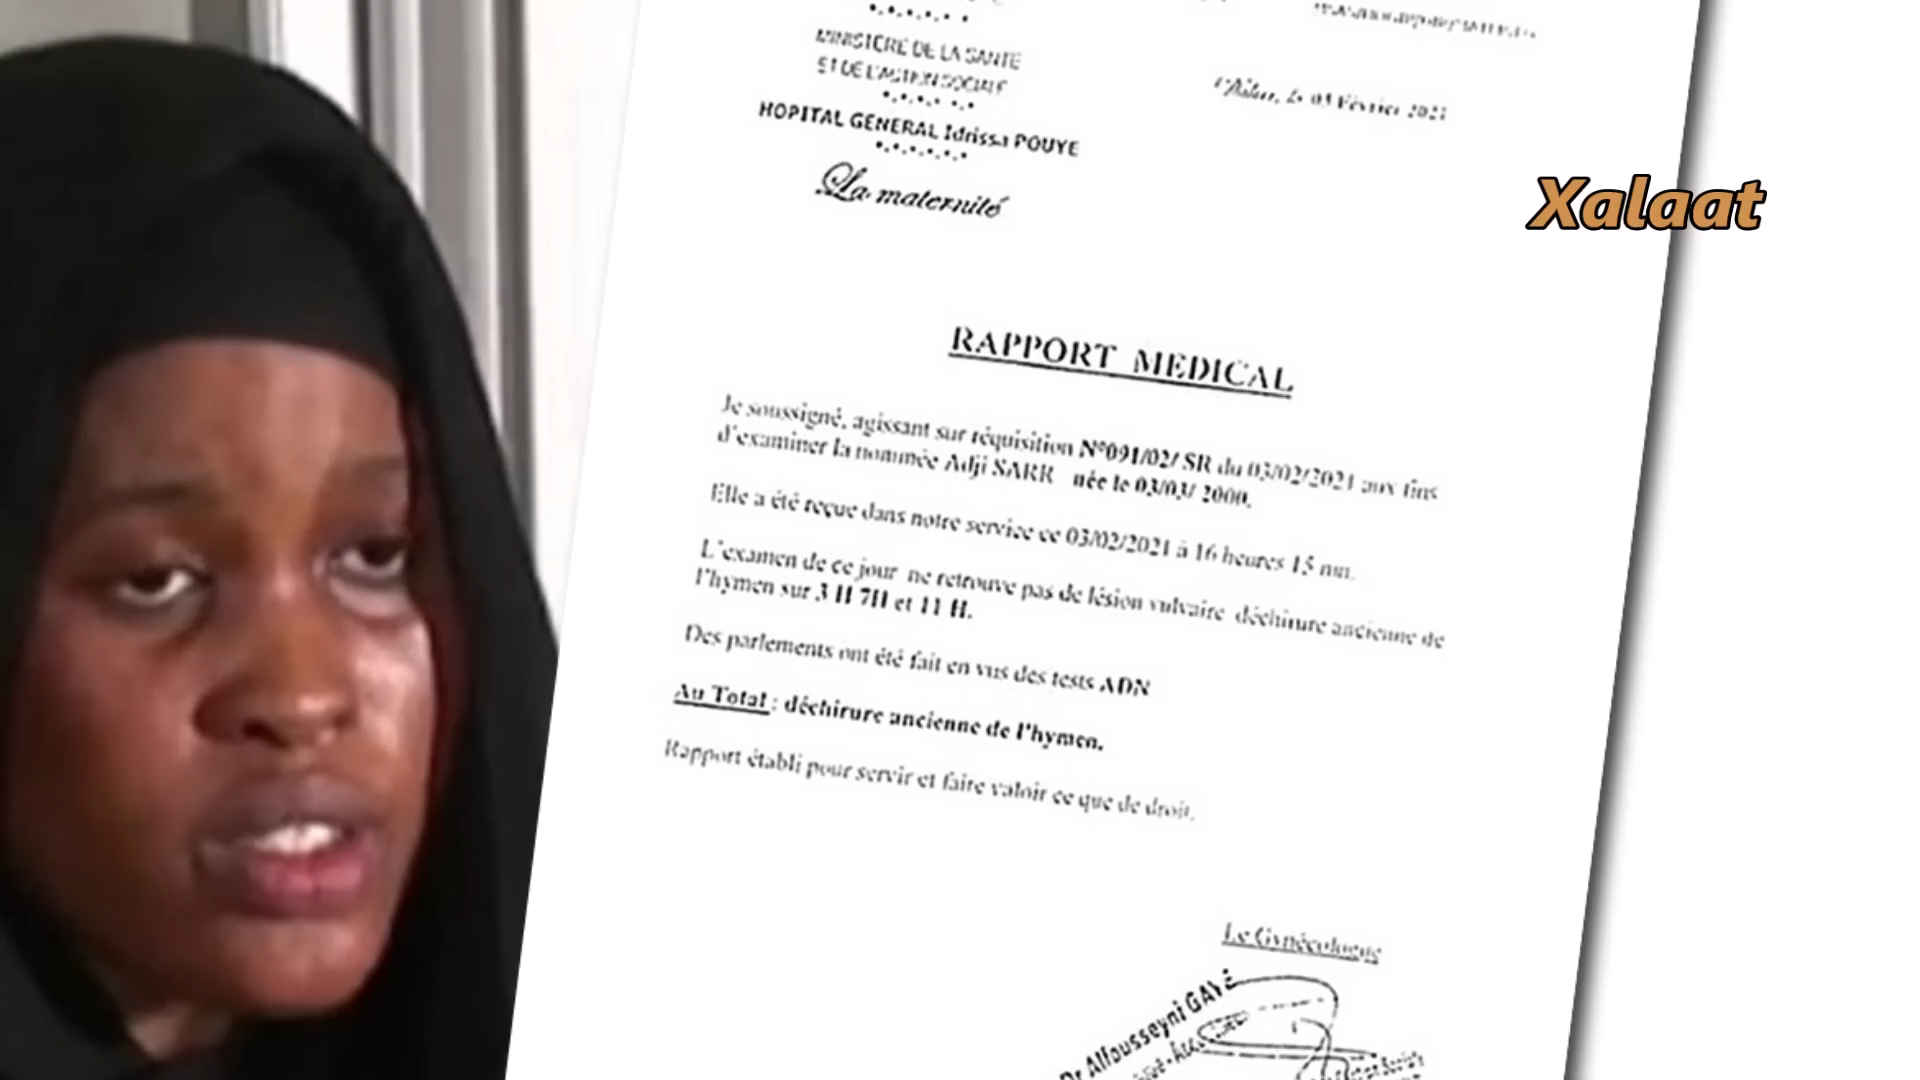 MINISTERE DE LA SANTE
ET DE L'ACTION SOCIALE
HOPITAL GENERAL Idrissa POUYE
La maternité
le 03 Février 2021
Xalaat
RAPPORT MEDICAL
Je soussigné, agissant sur réquisition N°091/02/ SR du 03/02/2021 aux fins
d'examiner la nommée Adji SARR née le 03/03/ 2000.
Elle a été reçue dans notre service ce 03/02/2021 à 16 heures 15 mn.
L'examen de ce jour ne retrouve pas de lésion vulvaire déchirure ancienne de
l'hymen sur 3 H 7H et 11 H.
Des parlements ont été fait en vus des tests ADN
Au Total : déchirure ancienne de l'hymen.
Rapport établi pour servir et faire valoir ce que de droit.
Le Gynécologue
Dr Alfousseyni GAYE